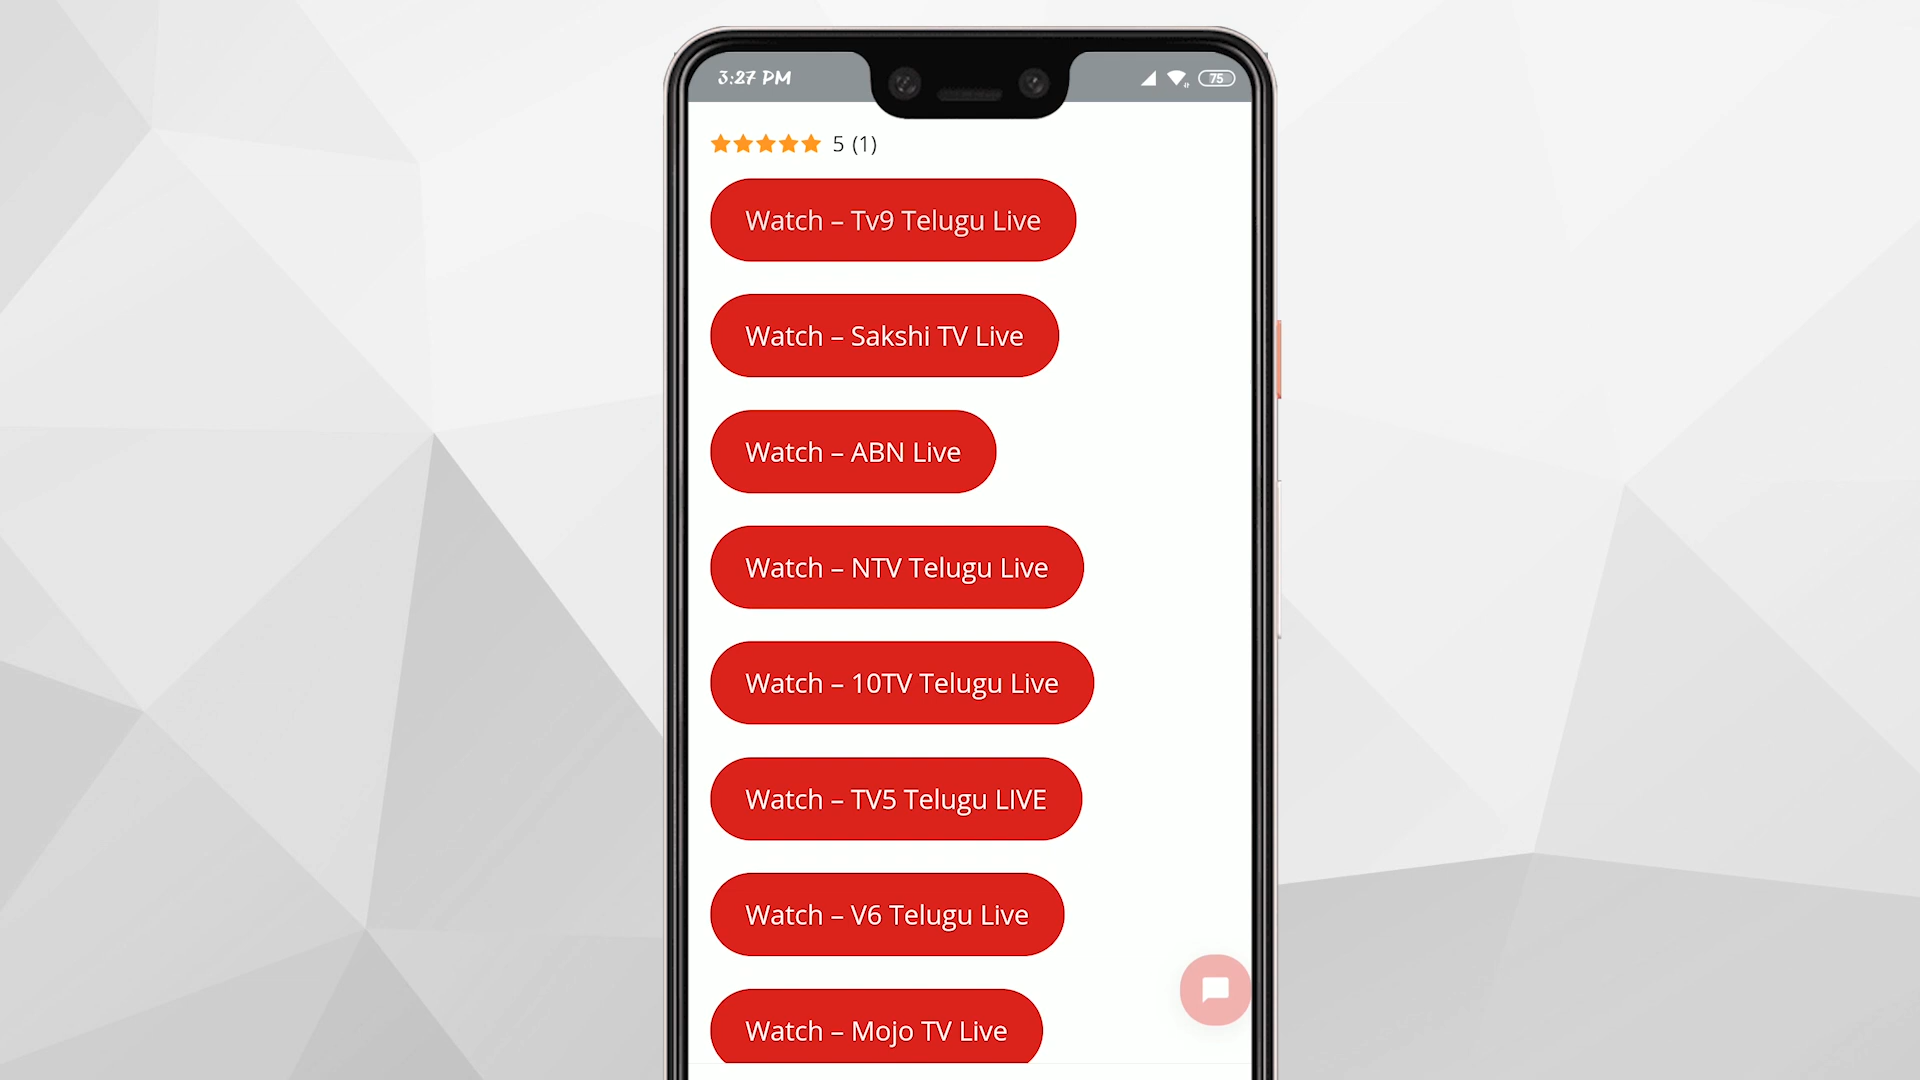 3:27 PM 75
5 (1)
Watch – Tv9 Telugu Live
Watch – Sakshi TV Live
Watch – ABN Live
Watch – NTV Telugu Live
Watch – 10TV Telugu Live
Watch – TV5 Telugu LIVE
Watch – V6 Telugu Live
Watch – Mojo TV Live